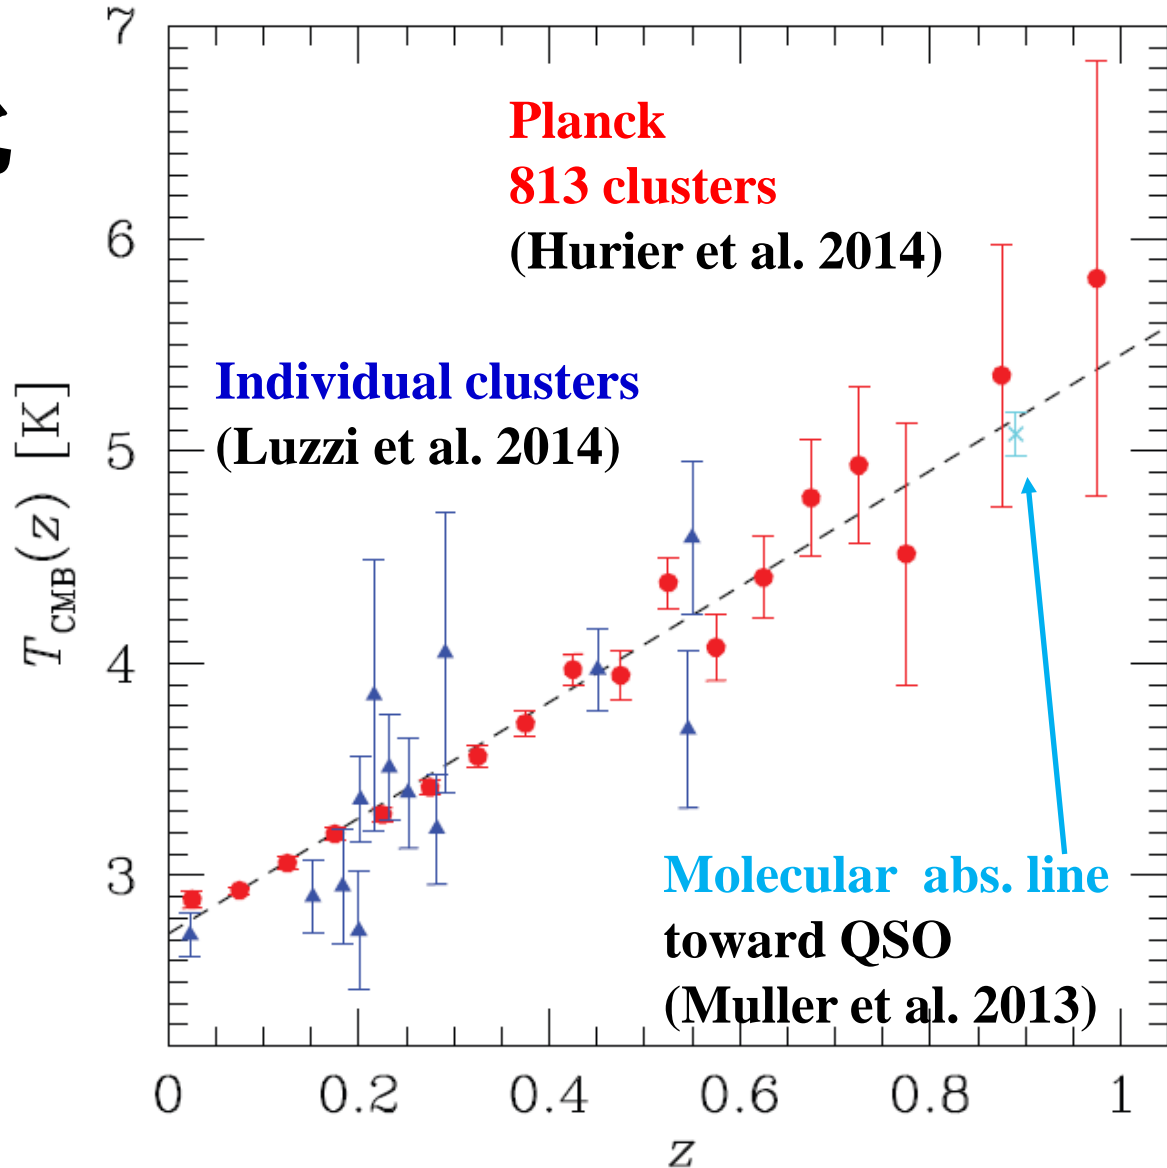 7
Planck
813 clusters
(Hurier et al. 2014)
6
Individual clusters
(Luzzi et al. 2014)
5
T_CMB(z) [K]
4
3
Molecular abs. line
toward QSO
(Muller et al. 2013)
0 0.2 0.4 0.6 0.8 1
z